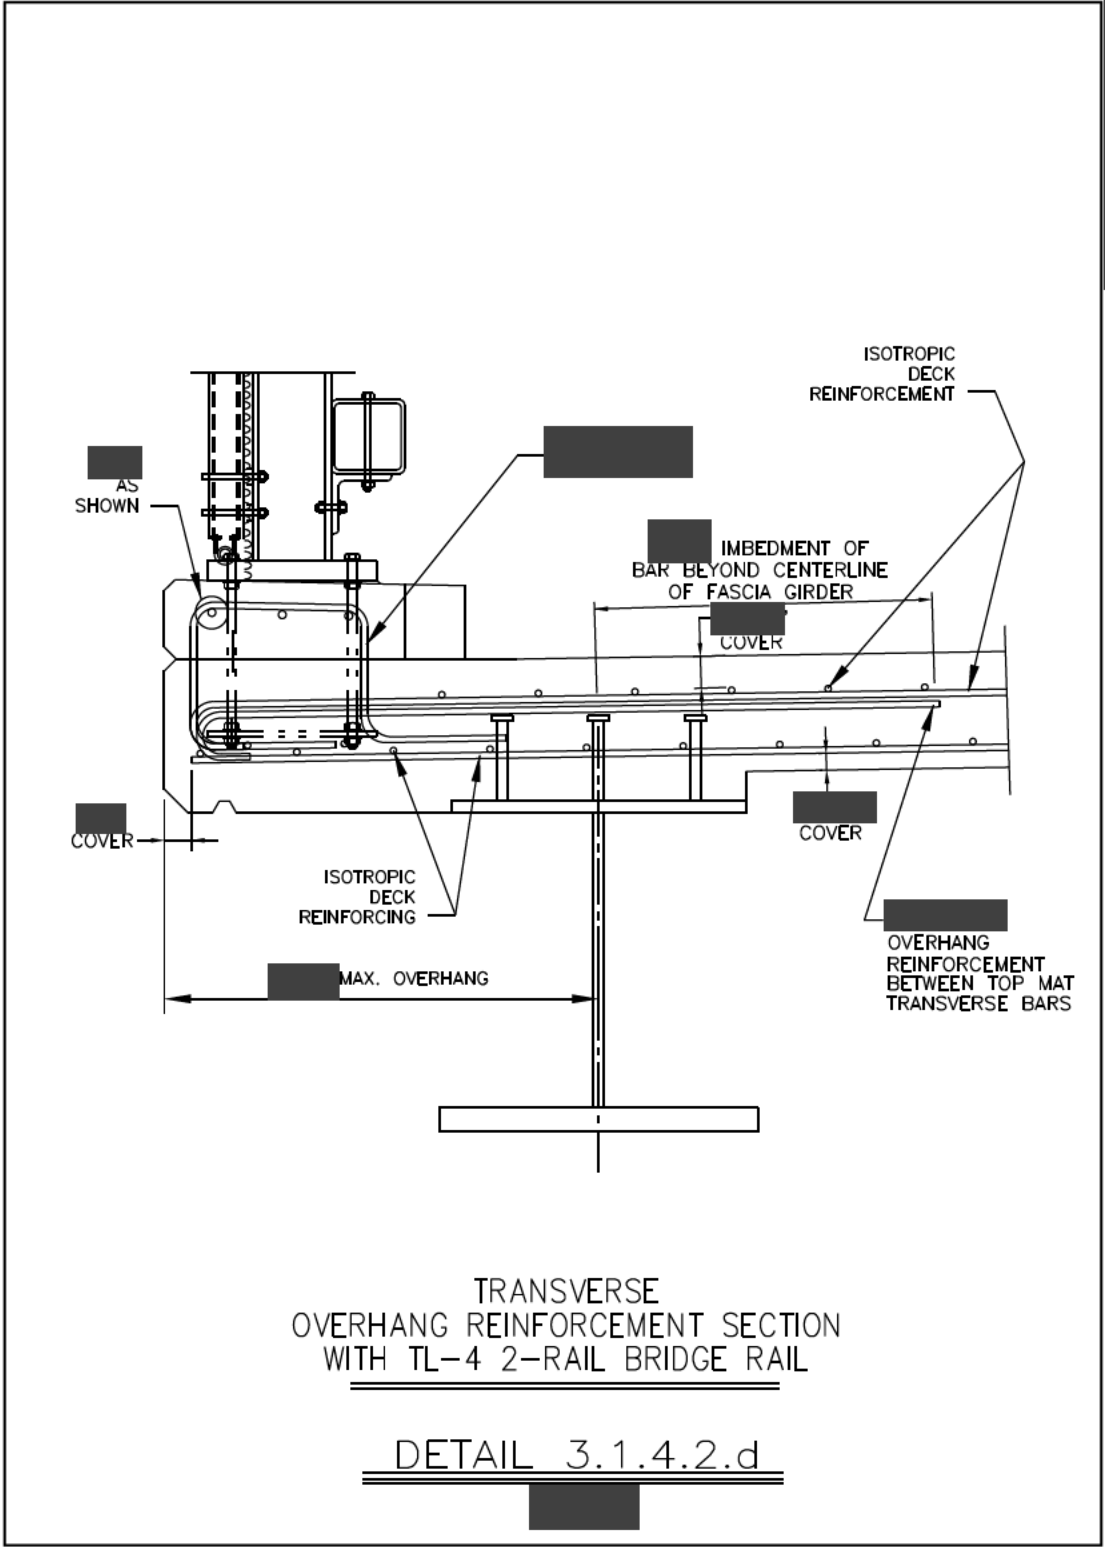 ISOTROPIC
DECK
REINFORCEMENT
AS
SHOWN
IMBEDMENT OF
BAR BEYOND CENTERLINE
OF FASCIA GIRDER
COVER
COVER
COVER
ISOTROPIC
DECK
REINFORCING
OVERHANG
REINFORCEMENT
BETWEEN TOP MAT
TRANSVERSE BARS
MAX. OVERHANG
TRANSVERSE
OVERHANG REINFORCEMENT SECTION
WITH TL-4 2-RAIL BRIDGE RAIL
DETAIL 3.1.4.2.d